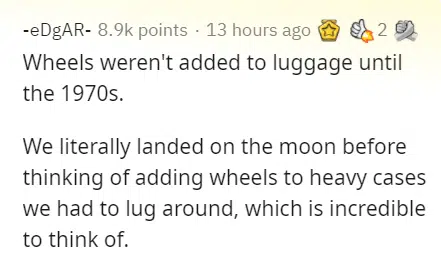 -eDgAR- 8.9k points · 13 hours ago 2
Wheels weren't added to luggage until
the 1970s.
We literally landed on the moon before
thinking of adding wheels to heavy cases
we had to lug around, which is incredible
to think of.